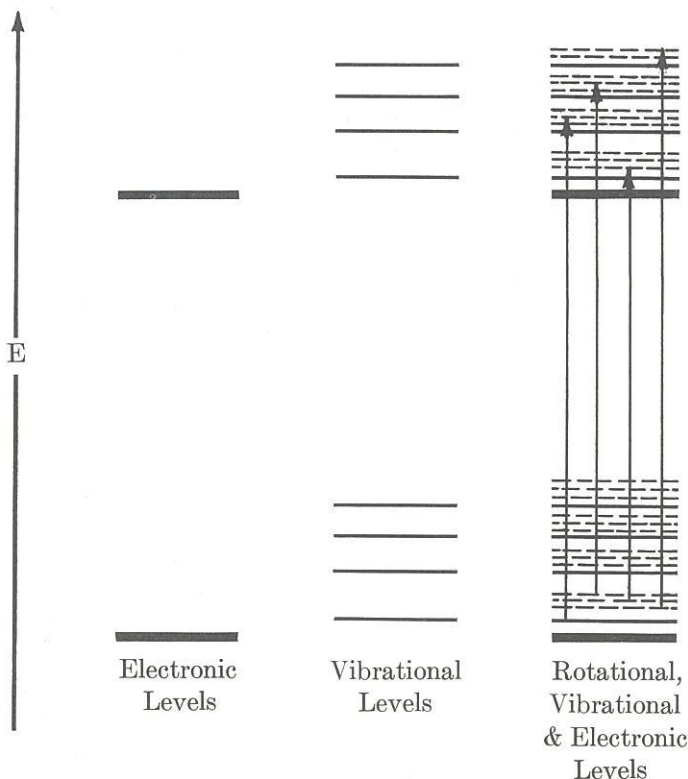 E
Electronic
Levels
Vibrational
Levels
Rotational,
Vibrational
& Electronic
Levels